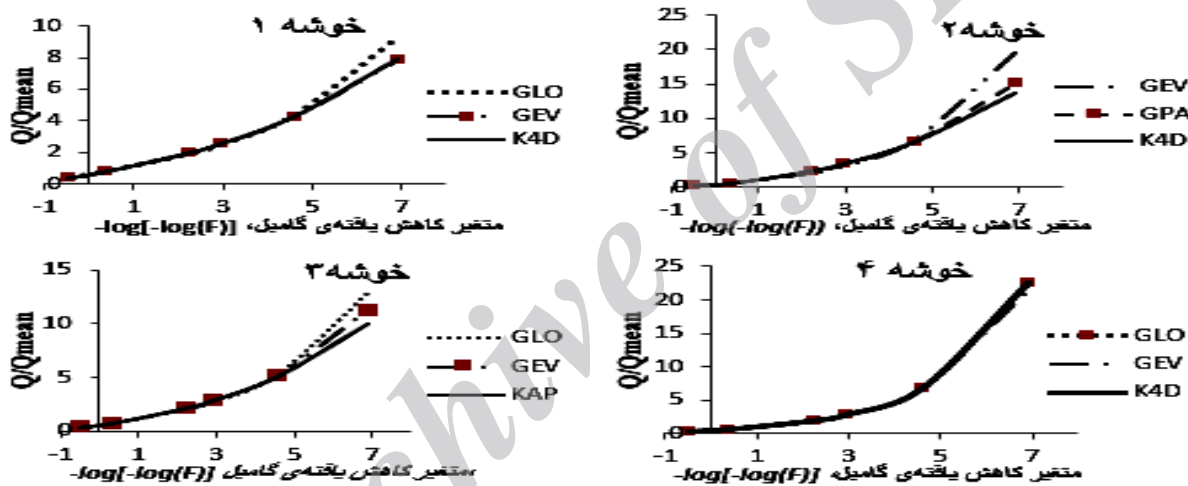 خوشه ۱
Q/Qmean
10
8
6
4
2
0
-1 1 3 5 7
GLO
GEV
K4D
-log[-log(F)] متغیر کاهش یافته‌ی گامبل،
خوشه۲
Q/Qmean
25
20
15
10
5
0
-1 1 3 5 7
GEV
GPA
K4D
-log(-log(F)) متغیر کاهش یافته‌ی گامبل،
خوشه۳
Q/Qmean
15
10
5
0
-1 1 3 5 7
GLO
GEV
KAP
-log[-log(F)] متغیر کاهش یافته‌ی گامبل
خوشه ۴
Q/Qmean
25
20
15
10
5
0
-1 1 3 5 7
GLO
GEV
K4D
-log[-log(F)] متغیر کاهش یافته‌ی گامبل،
chive of S